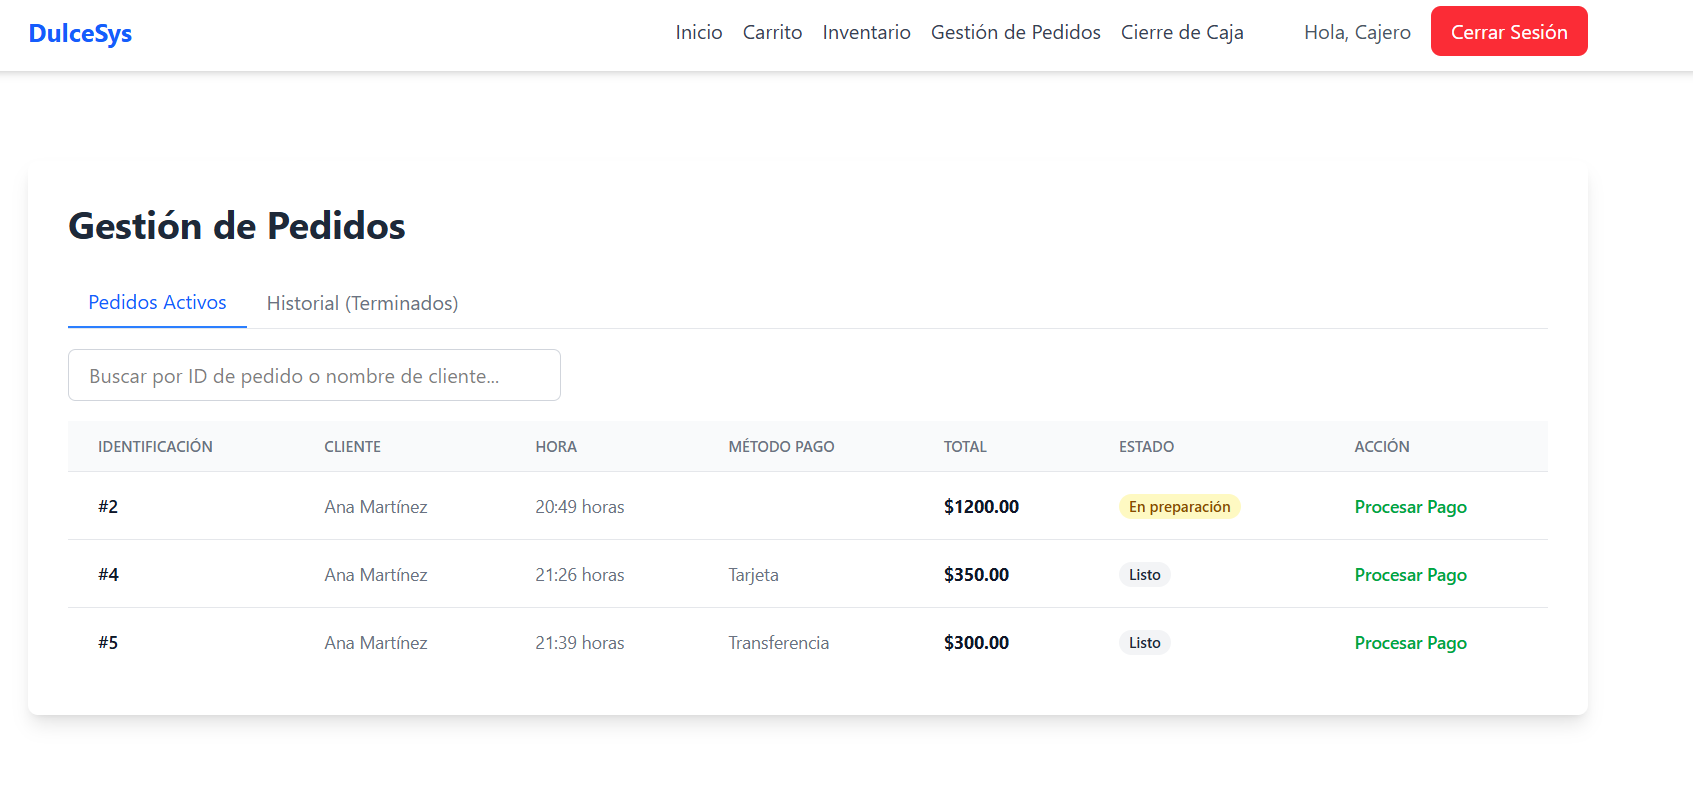 DulceSys
Inicio Carrito Inventario Gestión de Pedidos Cierre de Caja Hola, Cajero Cerrar Sesión
Gestión de Pedidos
Pedidos Activos Historial (Terminados)
Buscar por ID de pedido o nombre de cliente...
IDENTIFICACIÓN CLIENTE HORA MÉTODO PAGO TOTAL ESTADO ACCIÓN
#2 Ana Martínez 20:49 horas $1200.00 En preparación Procesar Pago
#4 Ana Martínez 21:26 horas Tarjeta $350.00 Listo Procesar Pago
#5 Ana Martínez 21:39 horas Transferencia $300.00 Listo Procesar Pago